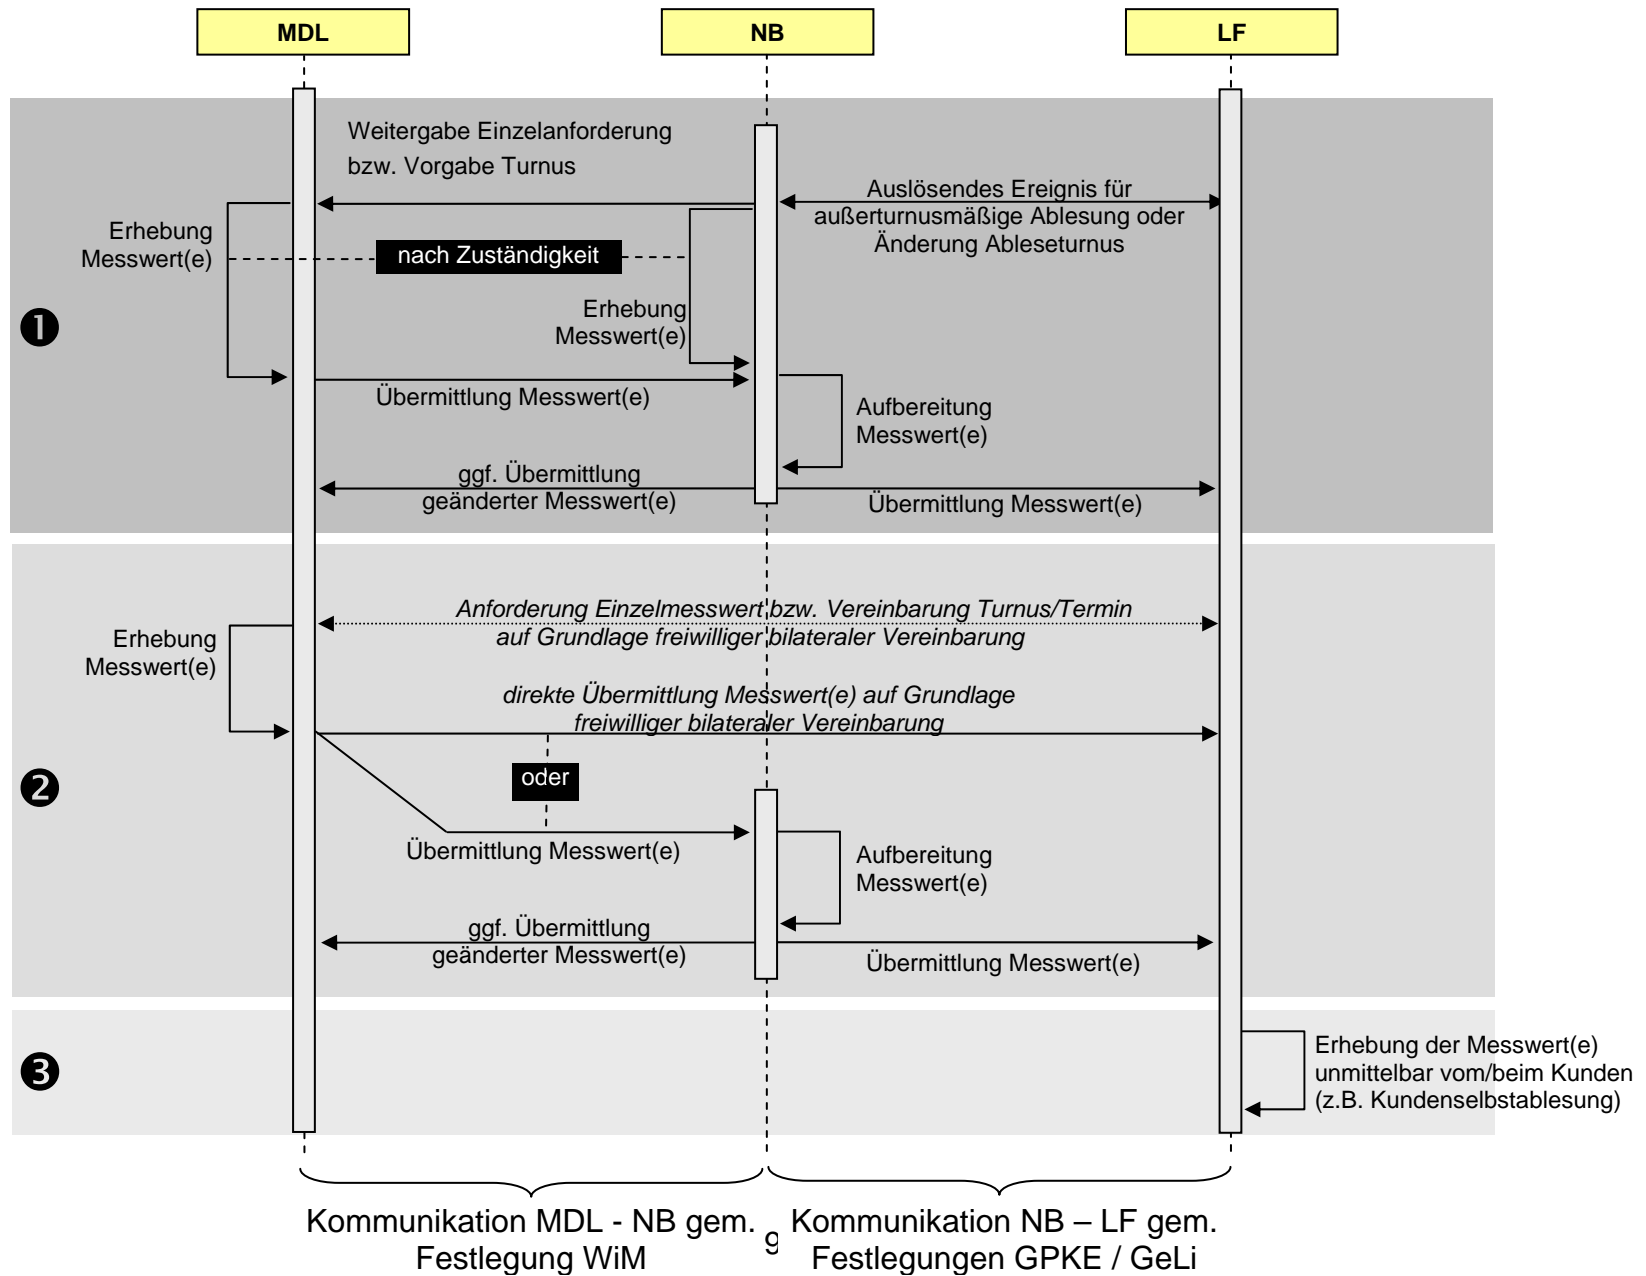 MDL
NB
LF
Weitergabe Einzelanforderung
bzw. Vorgabe Turnus
Auslösendes Ereignis für
außerturnusmäßige Ablesung oder
Änderung Ableseturnus
Erhebung
Messwert(e)
nach Zuständigkeit
Erhebung
Messwert(e)
❶
Übermittlung Messwert(e)
Aufbereitung
Messwert(e)
ggf. Übermittlung
geänderter Messwert(e)
Übermittlung Messwert(e)
Anforderung Einzelmesswert bzw. Vereinbarung Turnus/Termin
auf Grundlage freiwilliger bilateraler Vereinbarung
Erhebung
Messwert(e)
direkte Übermittlung Messwert(e) auf Grundlage
freiwilliger bilateraler Vereinbarung
❷
oder
Übermittlung Messwert(e)
Aufbereitung
Messwert(e)
ggf. Übermittlung
geänderter Messwert(e)
Übermittlung Messwert(e)
❸
Erhebung der Messwert(e)
unmittelbar vom/beim Kunden
(z.B. Kundenselbstablesung)
Kommunikation MDL - NB gem.
Festlegung WiM
g
Kommunikation NB – LF gem.
Festlegungen GPKE / GeLi